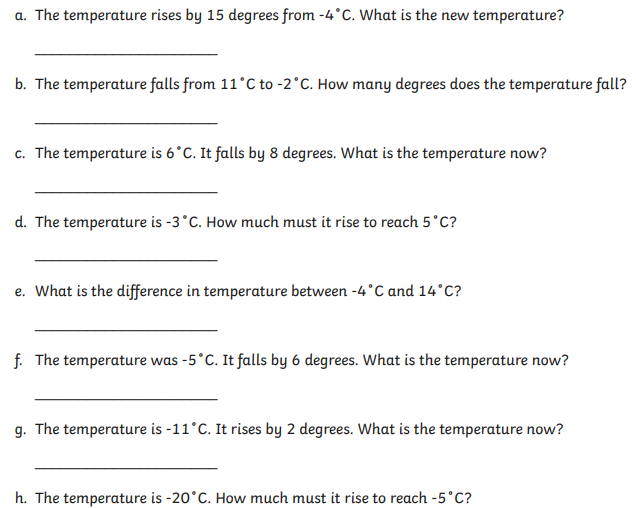 a. The temperature rises by 15 degrees from -4˚C. What is the new temperature?
b. The temperature falls from 11˚C to -2˚C. How many degrees does the temperature fall?
c. The temperature is 6˚C. It falls by 8 degrees. What is the temperature now?
d. The temperature is -3˚C. How much must it rise to reach 5˚C?
e. What is the difference in temperature between -4˚C and 14˚C?
f. The temperature was -5˚C. It falls by 6 degrees. What is the temperature now?
g. The temperature is -11˚C. It rises by 2 degrees. What is the temperature now?
h. The temperature is -20˚C. How much must it rise to reach -5˚C?